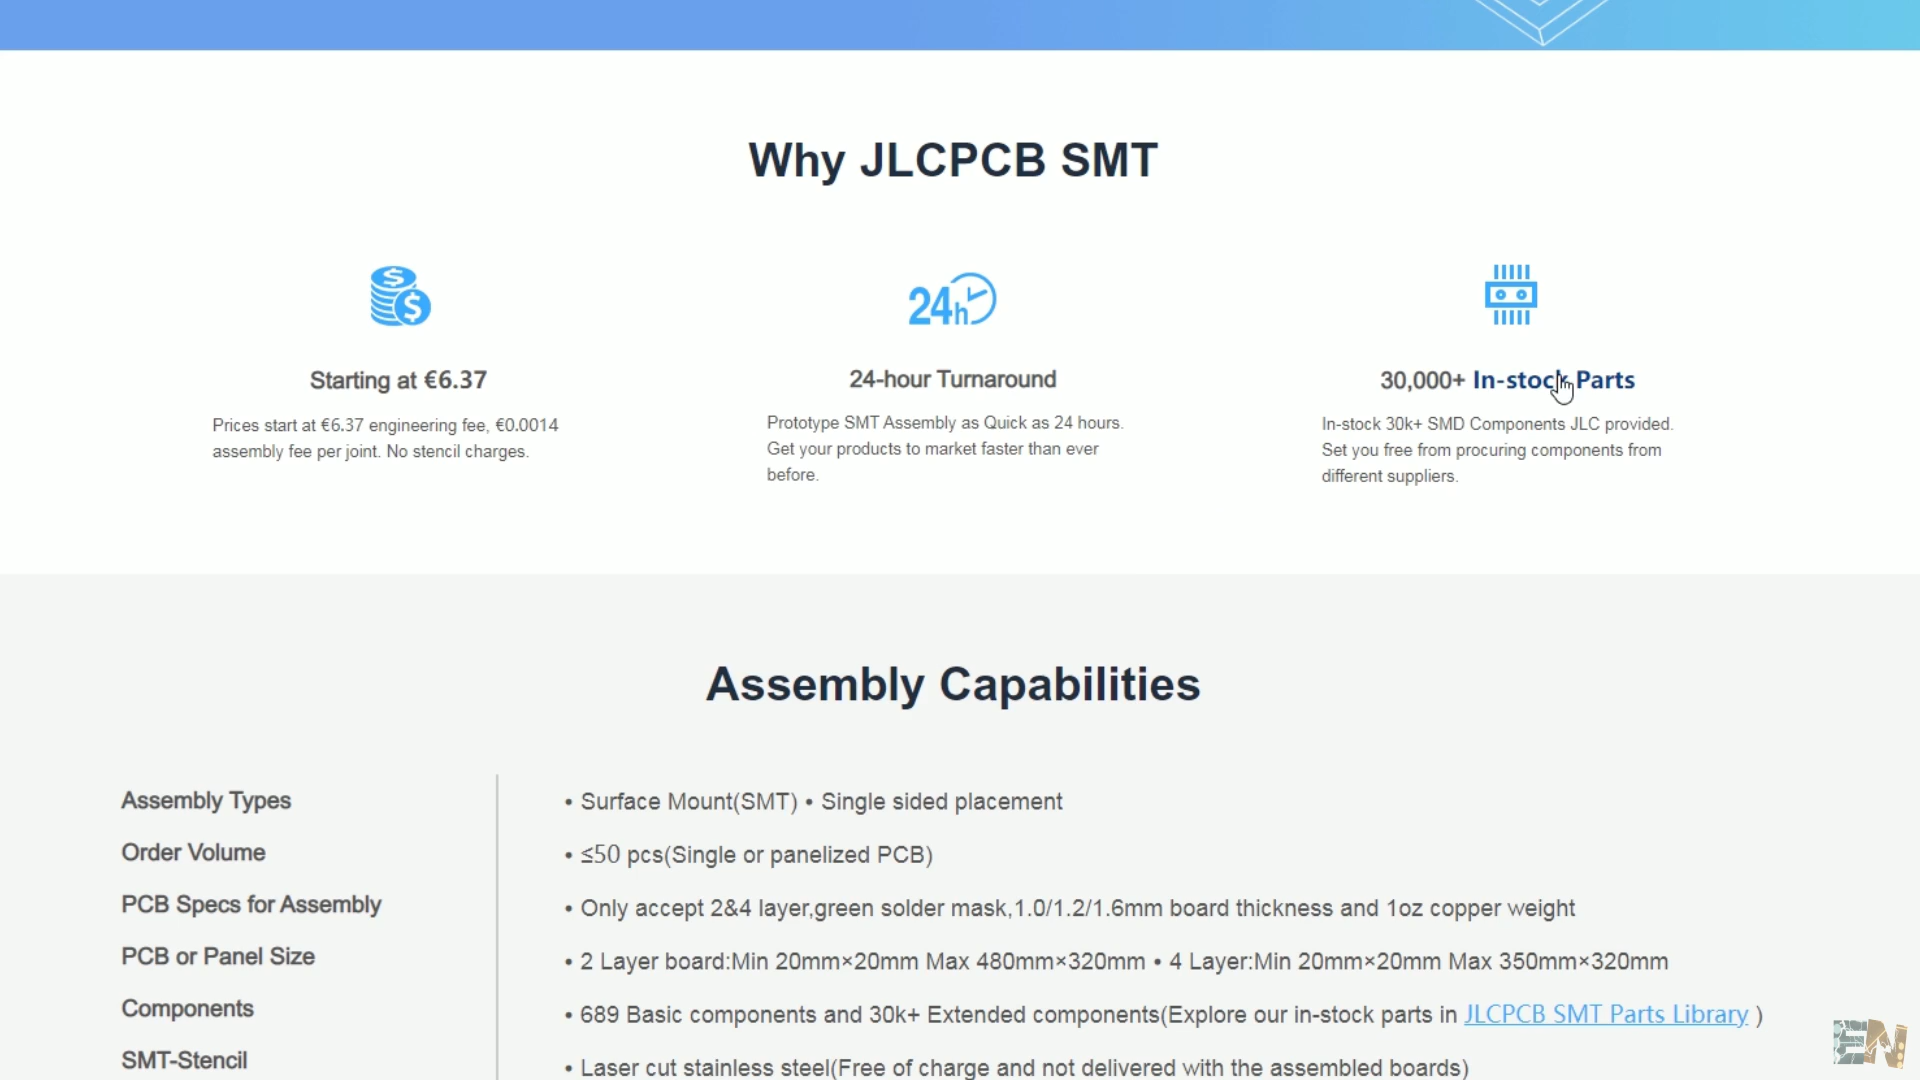 Why JLCPCB SMT
24h
Starting at €6.37
Prices start at €6.37 engineering fee, €0.0014
assembly fee per joint. No stencil charges.
24-hour Turnaround
Prototype SMT Assembly as Quick as 24 hours.
Get your products to market faster than ever
before.
30,000+ In-stock Parts
In-stock 30k+ SMD Components JLC provided.
Set you free from procuring components from
different suppliers.
Assembly Capabilities
Assembly Types
• Surface Mount(SMT) • Single sided placement
Order Volume
• ≤50 pcs(Single or panelized PCB)
PCB Specs for Assembly
• Only accept 2&4 layer,green solder mask,1.0/1.2/1.6mm board thickness and 1oz copper weight
PCB or Panel Size
• 2 Layer board:Min 20mm×20mm Max 480mm×320mm • 4 Layer:Min 20mm×20mm Max 350mm×320mm
Components
• 689 Basic components and 30k+ Extended components(Explore our in-stock parts in JLCPCB SMT Parts Library )
SMT-Stencil
• Laser cut stainless steel(Free of charge and not delivered with the assembled boards)
EN